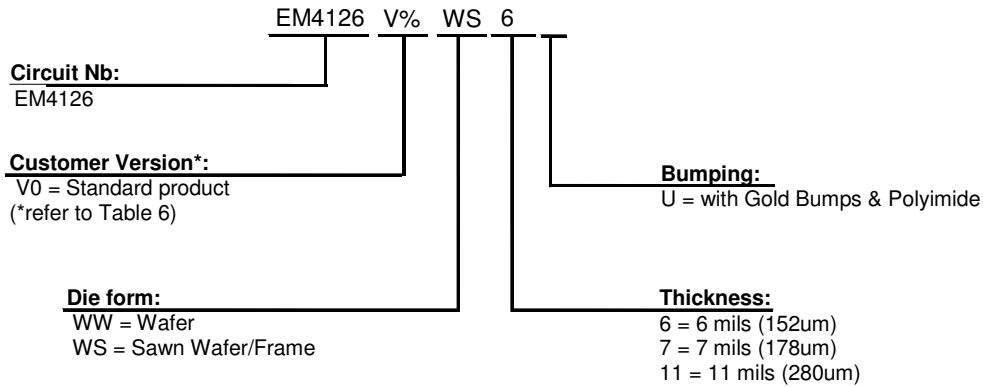 EM4126 V% WS 6
Circuit Nb:
EM4126
Customer Version*:
V0 = Standard product
(*refer to Table 6)
Bumping:
U = with Gold Bumps & Polyimide
Die form:
WW = Wafer
WS = Sawn Wafer/Frame
Thickness:
6 = 6 mils (152um)
7 = 7 mils (178um)
11 = 11 mils (280um)